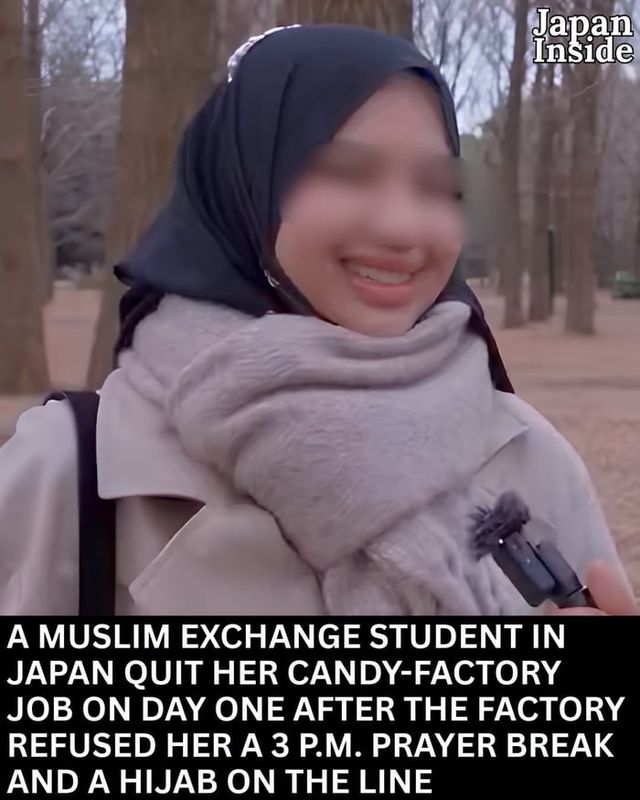 Japan
Inside
A MUSLIM EXCHANGE STUDENT IN
JAPAN QUIT HER CANDY-FACTORY
JOB ON DAY ONE AFTER THE FACTORY
REFUSED HER A 3 P.M. PRAYER BREAK
AND A HIJAB ON THE LINE